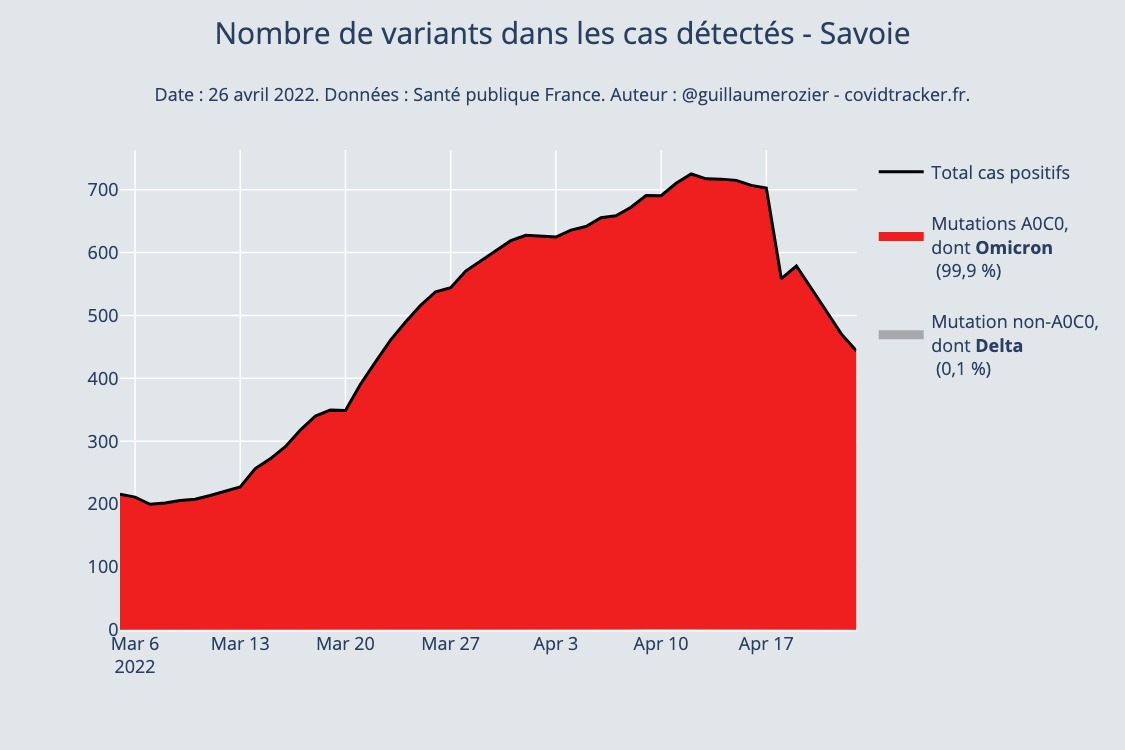 Nombre de variants dans les cas détectés - Savoie
Date : 26 avril 2022. Données : Santé publique France. Auteur : @guillaumerozier - covidtracker.fr.
700
600
500
400
300
200
100
0
Mar 6
2022
Mar 13
Mar 20
Mar 27
Apr 3
Apr 10
Apr 17
Total cas positifs
Mutations A0C0,
dont Omicron
(99,9 %)
Mutation non-A0C0,
dont Delta
(0,1 %)